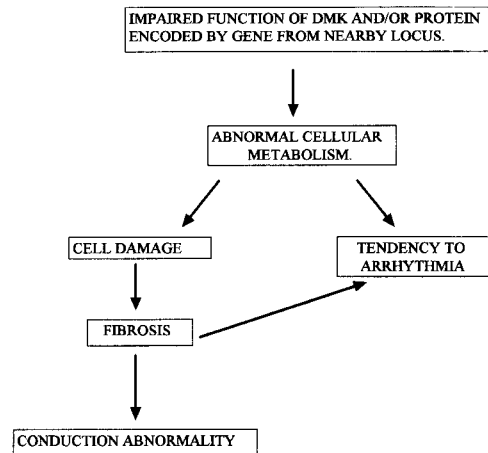 IMPAIRED FUNCTION OF DMK AND/OR PROTEIN
ENCODED BY GENE FROM NEARBY LOCUS.
ABNORMAL CELLULAR
METABOLISM.
CELL DAMAGE
TENDENCY TO
ARRHYTHMIA
FIBROSIS
CONDUCTION ABNORMALITY